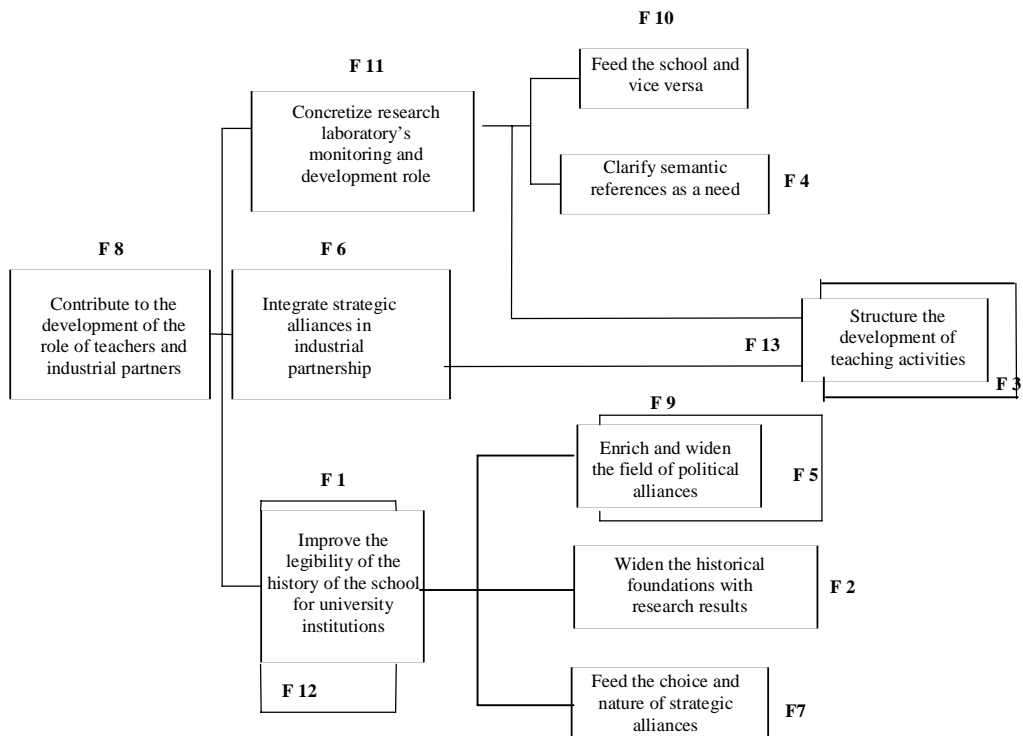 F 10
Feed the school and
vice versa
F 11
Concretize research
laboratory's
monitoring and
development role
Clarify semantic
references as a need
F 4
F 8
Contribute to the
development of the
role of teachers and
industrial partners
F 6
Integrate strategic
alliances in
industrial
partnership
F 13
Structure the
development of
teaching activities
F 3
F 9
Enrich and widen
the field of political
alliances
F 5
F 1
Improve the
legibility of the
history of the school
for university
institutions
F 12
Widen the historical
foundations with
research results
F 2
Feed the choice and
nature of strategic
alliances
F7